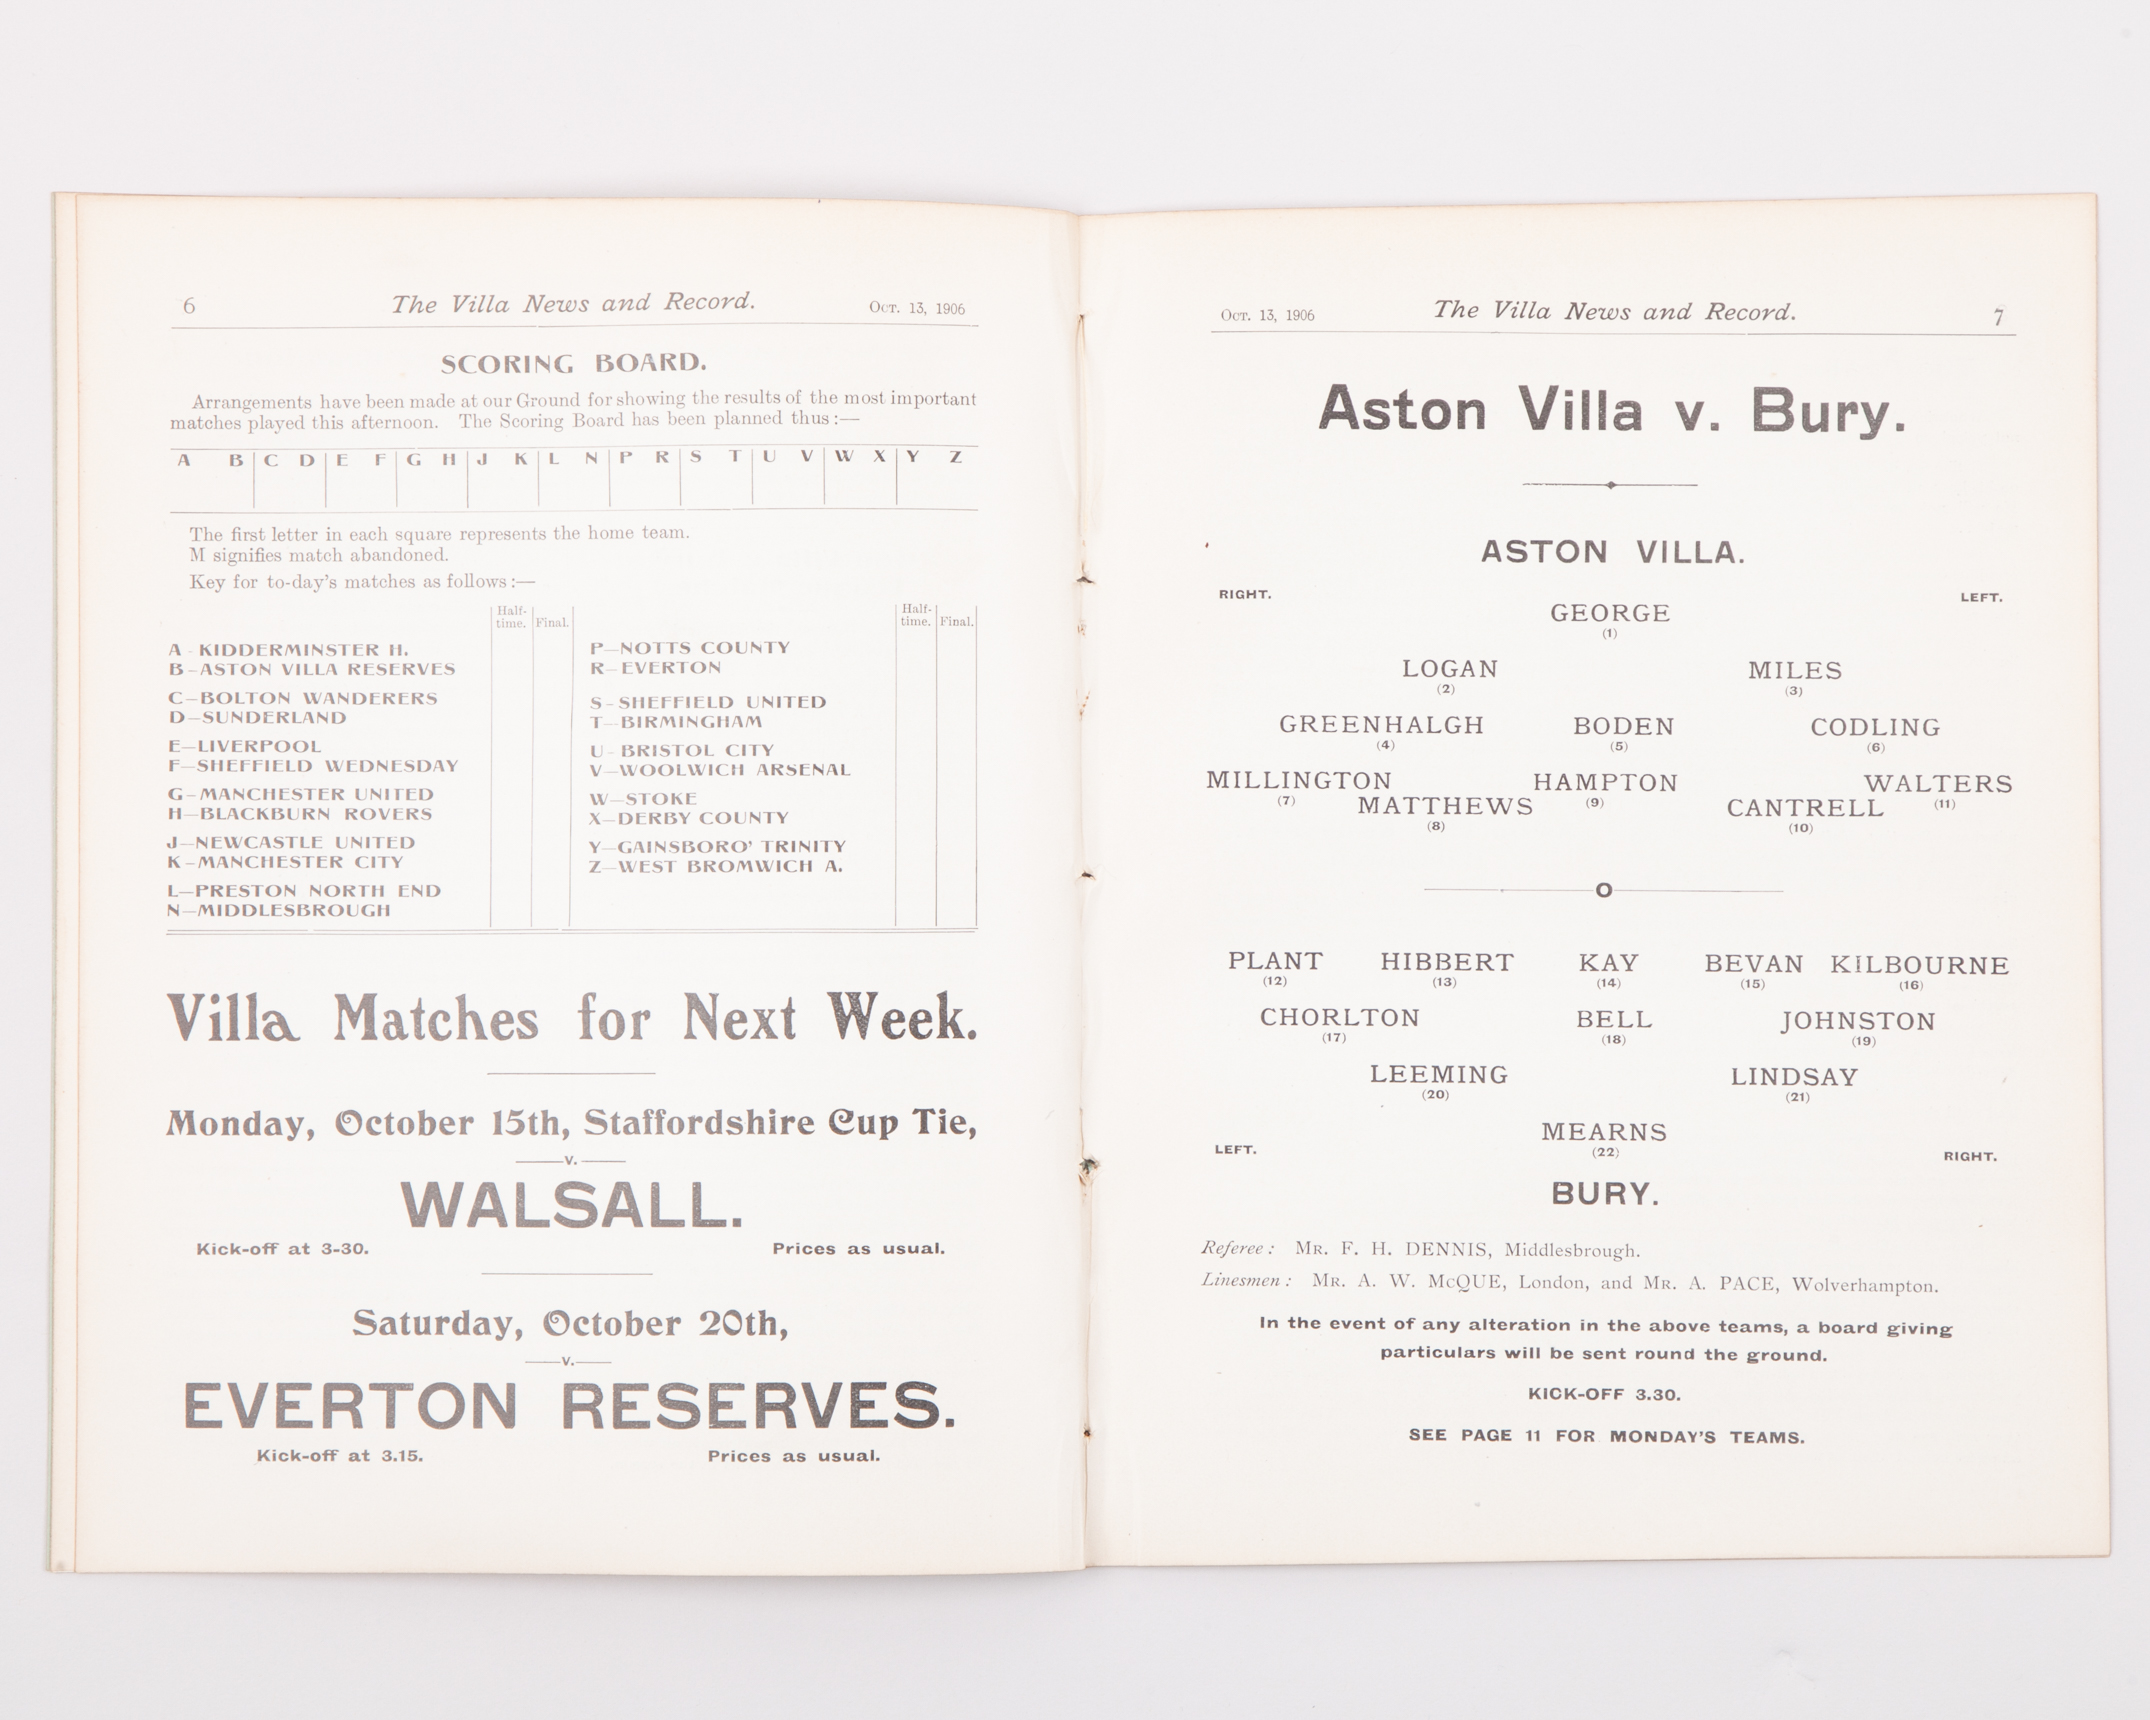 6 The Villa News and Record. Oct. 13, 1906
SCORING BOARD.
Arrangements have been made at our Ground for showing the results of the most important
matches played this afternoon. The Scoring Board has been planned thus:—
A B C D E F G H J K L N P R S T U V W X Y Z
The first letter in each square represents the home team.
M signifies match abandoned.
Key for to-day's matches as follows:—
Half-time. Final.
A-KIDDERMINSTER H.
B-ASTON VILLA RESERVES
C-BOLTON WANDERERS
D-SUNDERLAND
E-LIVERPOOL
F-SHEFFIELD WEDNESDAY
G-MANCHESTER UNITED
H-BLACKBURN ROVERS
J-NEWCASTLE UNITED
K-MANCHESTER CITY
L-PRESTON NORTH END
N-MIDDLESBROUGH
Half-time. Final.
P-NOTTS COUNTY
R-EVERTON
S-SHEFFIELD UNITED
T-BIRMINGHAM
U-BRISTOL CITY
V-WOOLWICH ARSENAL
W-STOKE
X-DERBY COUNTY
Y-GAINSBORO' TRINITY
Z-WEST BROMWICH A.
Villa Matches for Next Week.
Monday, October 15th, Staffordshire Cup Tie,
v.
WALSALL.
Kick-off at 3-30. Prices as usual.
Saturday, October 20th,
v.
EVERTON RESERVES.
Kick-off at 3.15. Prices as usual.
Oct. 13, 1906 The Villa News and Record. 7
Aston Villa v. Bury.
ASTON VILLA.
RIGHT. LEFT.
GEORGE
(1)
LOGAN MILES
(2) (3)
GREENHALGH BODEN CODLING
(4) (5) (6)
MILLINGTON HAMPTON WALTERS
(7) (9) (11)
MATTHEWS CANTRELL
(8) (10)
O
PLANT HIBBERT KAY BEVAN KILBOURNE
(12) (13) (14) (15) (16)
CHORLTON BELL JOHNSTON
(17) (18) (19)
LEEMING LINDSAY
(20) (21)
MEARNS
(22)
LEFT. RIGHT.
BURY.
Referee: Mr. F. H. DENNIS, Middlesbrough.
Linesmen: Mr. A. W. McQUE, London, and Mr. A. PACE, Wolverhampton.
In the event of any alteration in the above teams, a board giving
particulars will be sent round the ground.
KICK-OFF 3.30.
SEE PAGE 11 FOR MONDAY'S TEAMS.